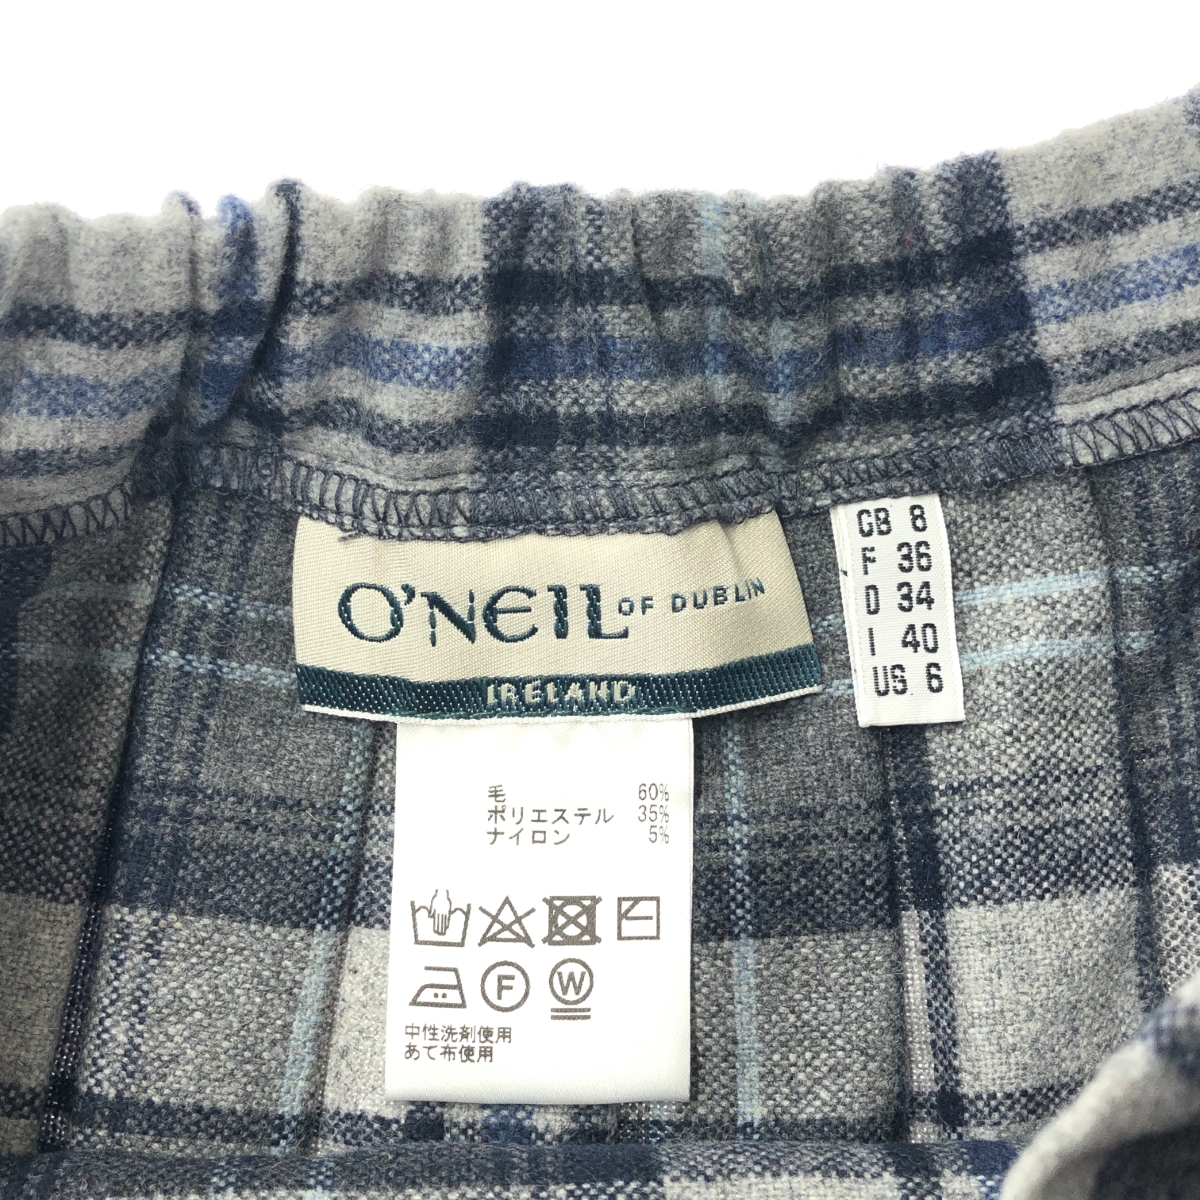 O'NEIL OF DUBLIN
IRELAND
GB 8
F 36
D 34
I 40
US 6
毛 60%
ポリエステル 35%
ナイロン 5%
F W
中性洗剤使用
あて布使用